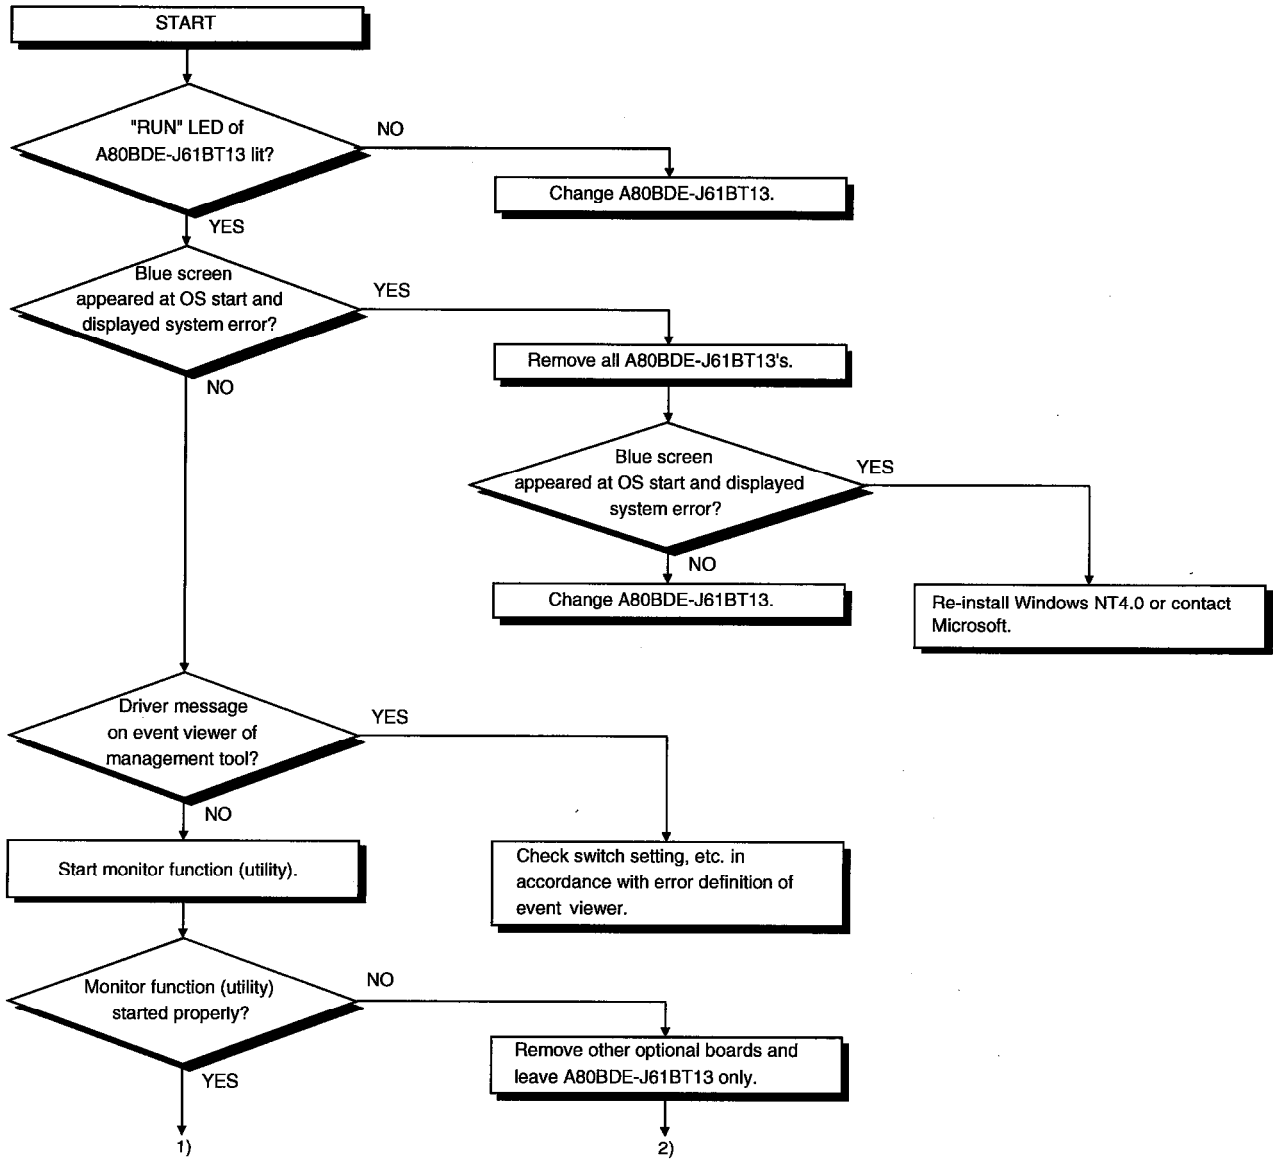 START
"RUN" LED of
A80BDE-J61BT13 lit?
NO
Change A80BDE-J61BT13.
YES
Blue screen
appeared at OS start and
displayed system error?
YES
Remove all A80BDE-J61BT13's.
NO
Blue screen
appeared at OS start and displayed
system error?
YES
NO
Change A80BDE-J61BT13.
Re-install Windows NT4.0 or contact
Microsoft.
Driver message
on event viewer of
management tool?
YES
NO
Start monitor function (utility).
Check switch setting, etc. in
accordance with error definition of
event viewer.
Monitor function (utility)
started properly?
NO
Remove other optional boards and
leave A80BDE-J61BT13 only.
YES
1)
2)